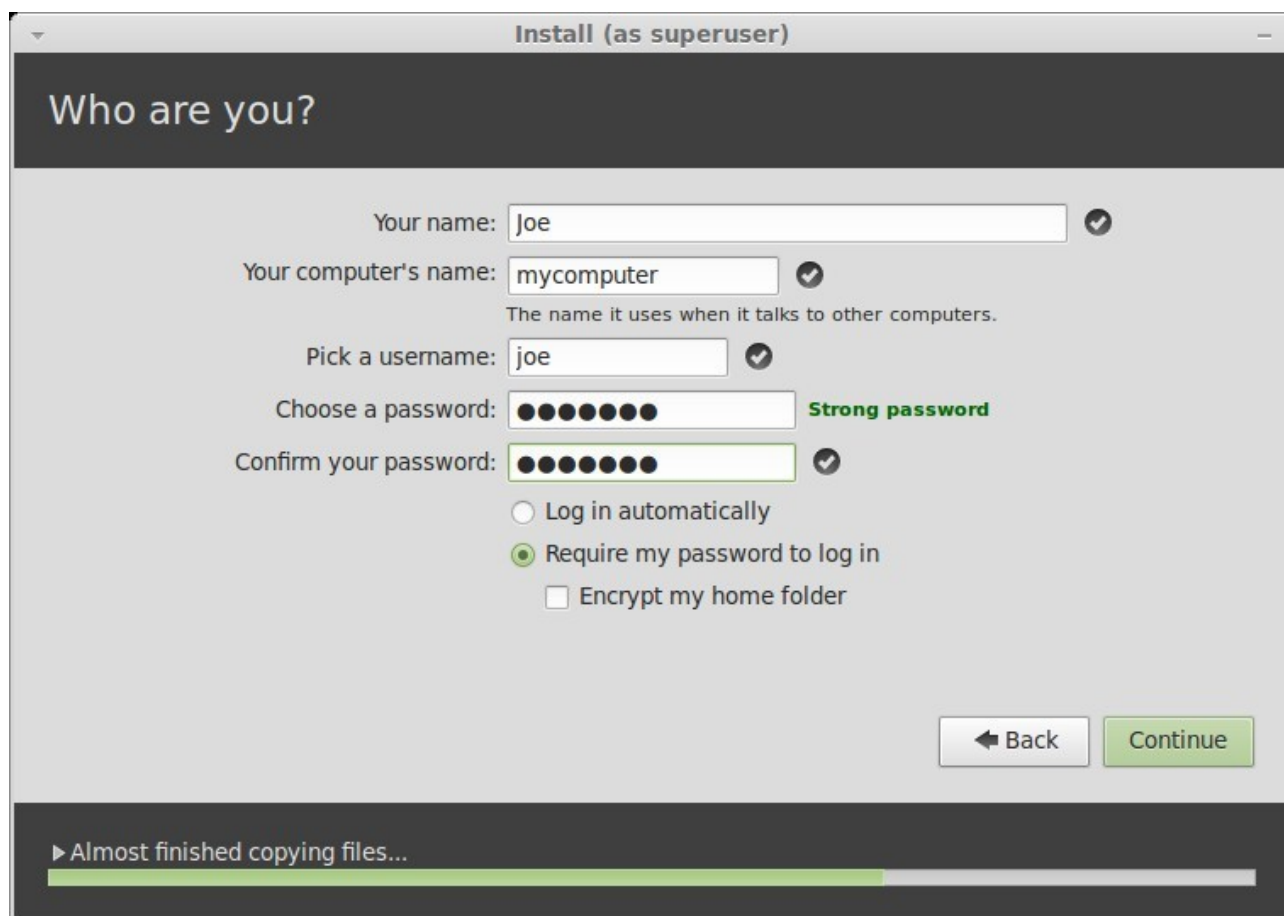 Install (as superuser)
Who are you?
Your name: Joe
Your computer's name: mycomputer
The name it uses when it talks to other computers.
Pick a username: joe
Choose a password: ●●●●●●● Strong password
Confirm your password: ●●●●●●●
Log in automatically
Require my password to log in
Encrypt my home folder
Back Continue
Almost finished copying files...